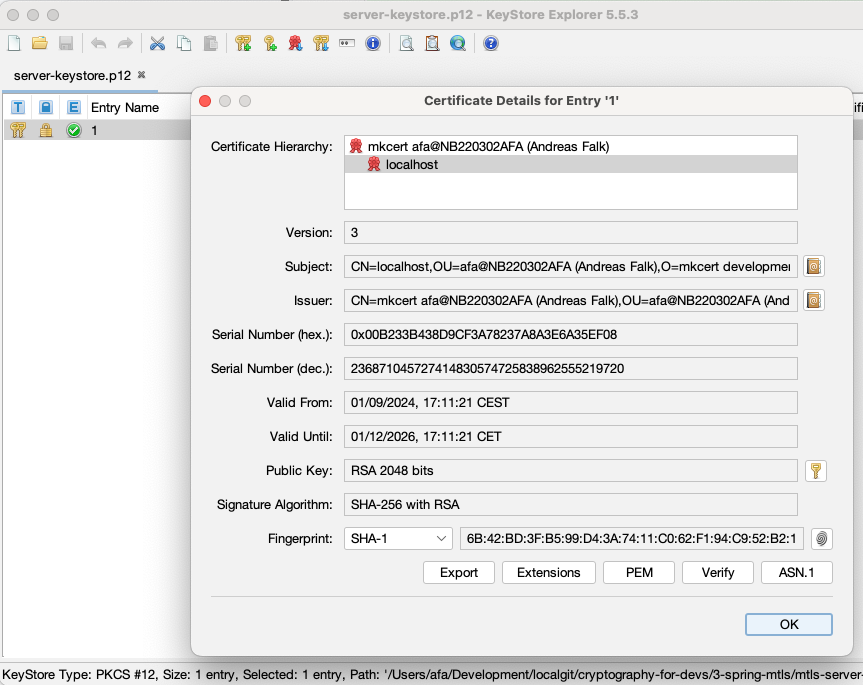 server-keystore.p12 - KeyStore Explorer 5.5.3
server-keystore.p12
T E Entry Name
1
Certificate Details for Entry '1'
Certificate Hierarchy: mkcert afa@NB220302AFA (Andreas Falk)
localhost
Version: 3
Subject: CN=localhost,OU=afa@NB220302AFA (Andreas Falk),O=mkcert developme
Issuer: CN=mkcert afa@NB220302AFA (Andreas Falk),OU=afa@NB220302AFA (And
Serial Number (hex.): 0x00B233B438D9CF3A78237A8A3E6A35EF08
Serial Number (dec.): 236871045727414830574725838962555219720
Valid From: 01/09/2024, 17:11:21 CEST
Valid Until: 01/12/2026, 17:11:21 CET
Public Key: RSA 2048 bits
Signature Algorithm: SHA-256 with RSA
Fingerprint: SHA-1 6B:42:BD:3F:B5:99:D4:3A:74:11:C0:62:F1:94:C9:52:B2:1
Export Extensions PEM Verify ASN.1
OK
KeyStore Type: PKCS #12, Size: 1 entry, Selected: 1 entry, Path: '/Users/afa/Development/localgit/cryptography-for-devs/3-spring-mtls/mtls-server-